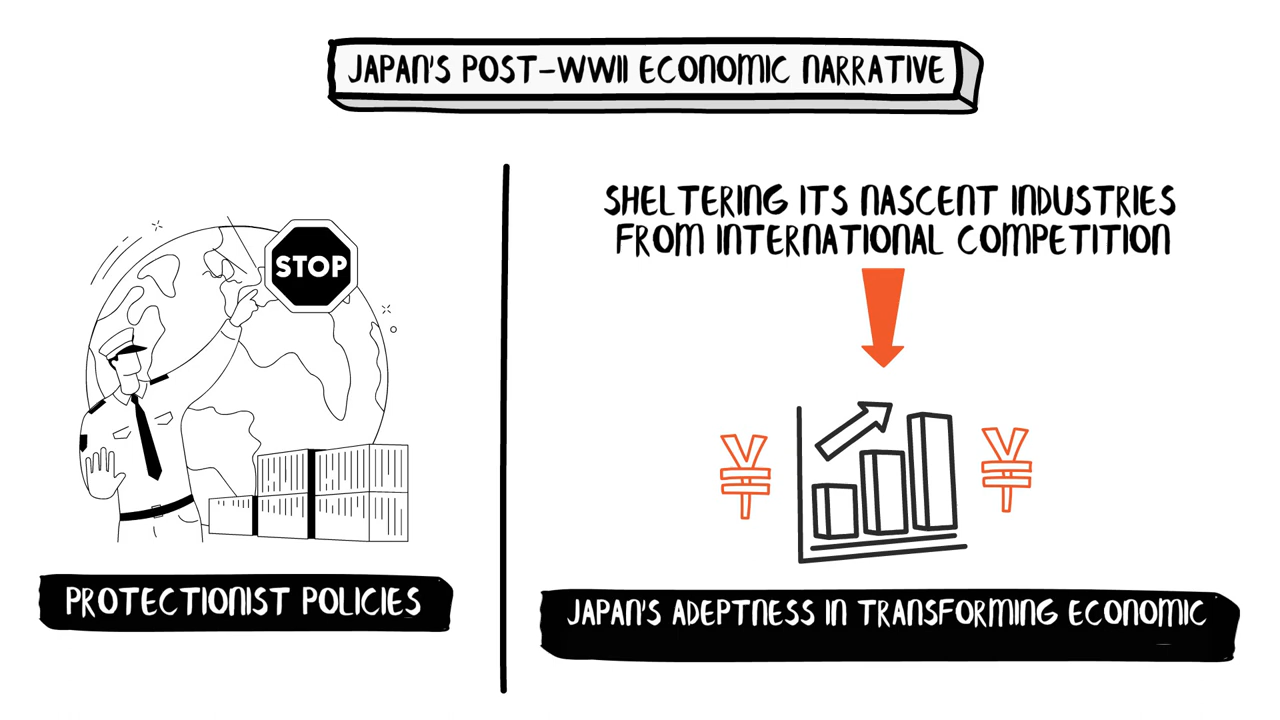 JAPAN'S POST-WWII ECONOMIC NARRATIVE
STOP
PROTECTIONIST POLICIES
SHELTERING ITS NASCENT INDUSTRIES
FROM INTERNATIONAL COMPETITION
¥ ¥
JAPAN'S ADEPTNESS IN TRANSFORMING ECONOMIC